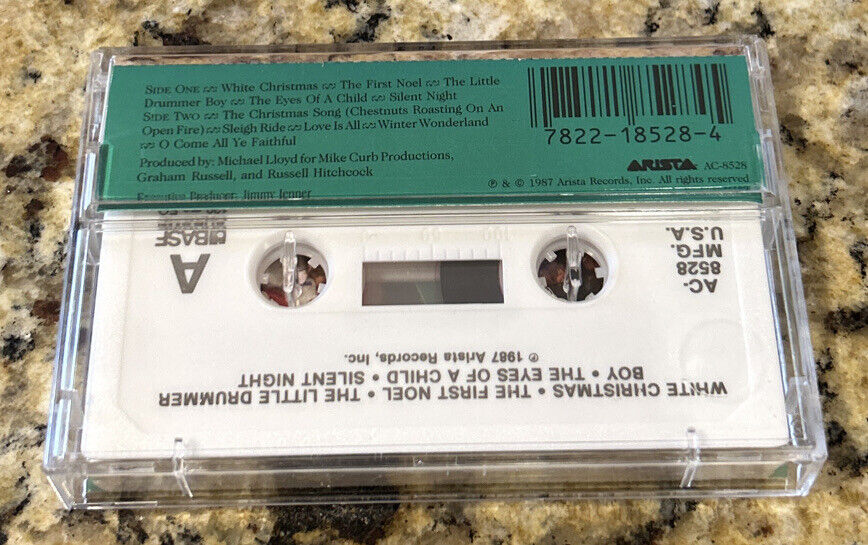 SIDE ONE ~ WHITE CHRISTMAS ~ THE FIRST NOEL ~ THE LITTLE
DRUMMER BOY ~ THE EYES OF A CHILD ~ SILENT NIGHT
SIDE TWO ~ THE CHRISTMAS SONG (CHESTNUTS ROASTING ON AN
OPEN FIRE) ~ SLEIGH RIDE ~ LOVE IS ALL ~ WINTER WONDERLAND
~ O COME ALL YE FAITHFUL
Produced by: Michael Lloyd for Mike Curb Productions,
Graham Russell, and Russell Hitchcock
Executive Producer: Jimmy Ienner
7822-18528-4
ARISTA AC-8528
℗ & © 1987 Arista Records, Inc. All rights reserved
A
BASF
AC-
8528
MFG.
U.S.A.
WHITE CHRISTMAS • THE FIRST NOEL • THE LITTLE DRUMMER
BOY • THE EYES OF A CHILD • SILENT NIGHT
℗ 1987 Arista Records, Inc.